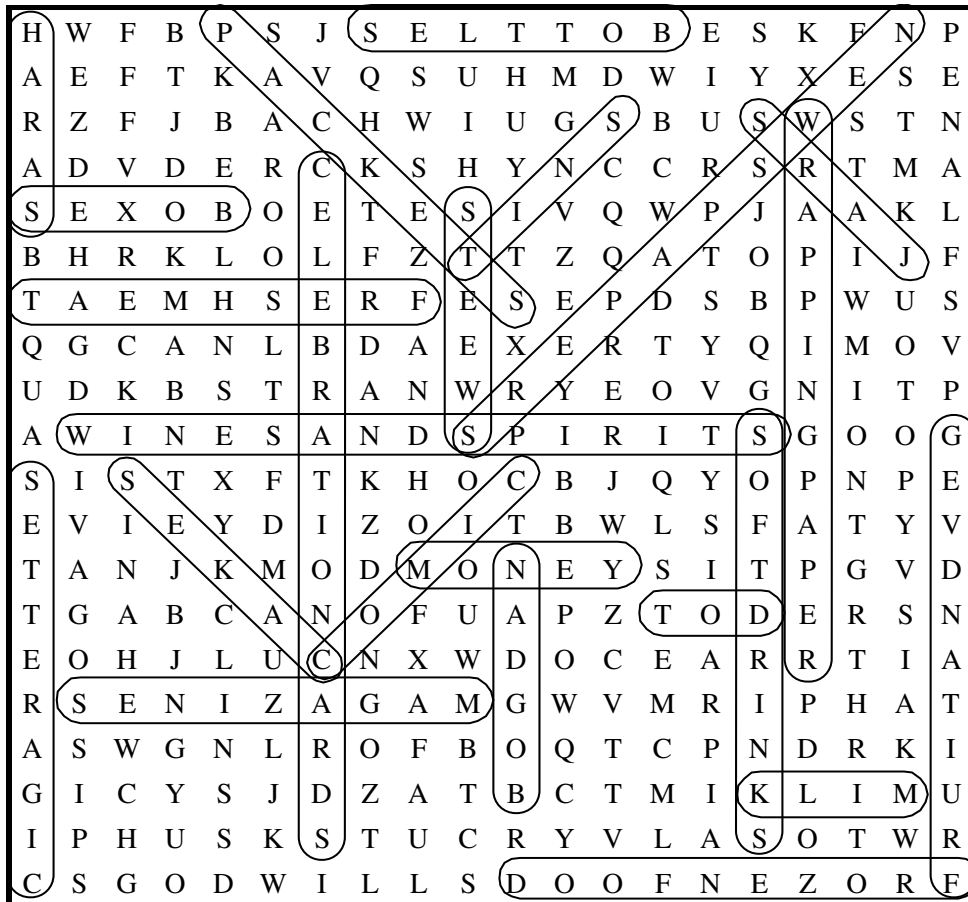 H W F B P S J S E L T T O B E S K F N P
A E F T K A V Q S U H M D W I Y X E S E
R Z F J B A C H W I U G S B U S W S T N
A D V D E R C K S H Y N C C R S R T M A
S E X O B O E T E S I V Q W P J A A K L
B H R K L O L F Z T T Z Q A T O P I J F
T A E M H S E R F E S E P D S B P W U S
Q G C A N L B D A E X E R T Y Q I M O V
U D K B S T R A N W R Y E O V G N I T P
A W I N E S A N D S P I R I T S G O O G
S I S T X F T K H O C B J Q Y O P N P E
E V I E Y D I Z O I T B W L S F A T Y V
T A N J K M O D M O N E Y S I T P G V D
T G A B C A N O F U A P Z T O D E R S N
E O H J L U C N X W D O C E A R R T I A
R S E N I Z A G A M G W V M R I P H A T
A S W G N L R O F B O Q T C P N D R K I
G I C Y S J D Z A T B C T M I K L I M U
I P H U S K S T U C R Y V L A S O T W R
C S G O D W I L L S D O O F N E Z O R F